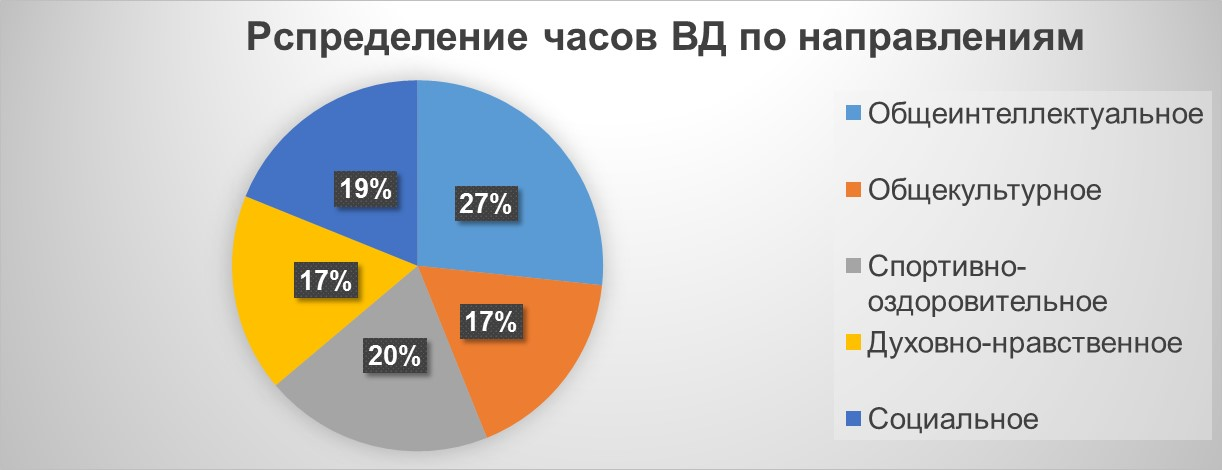 Рспределение часов ВД по направлениям
19%
27%
17%
17%
20%
Общеинтеллектуальное
Общекультурное
Спортивно-
оздоровительное
Духовно-нравственное
Социальное